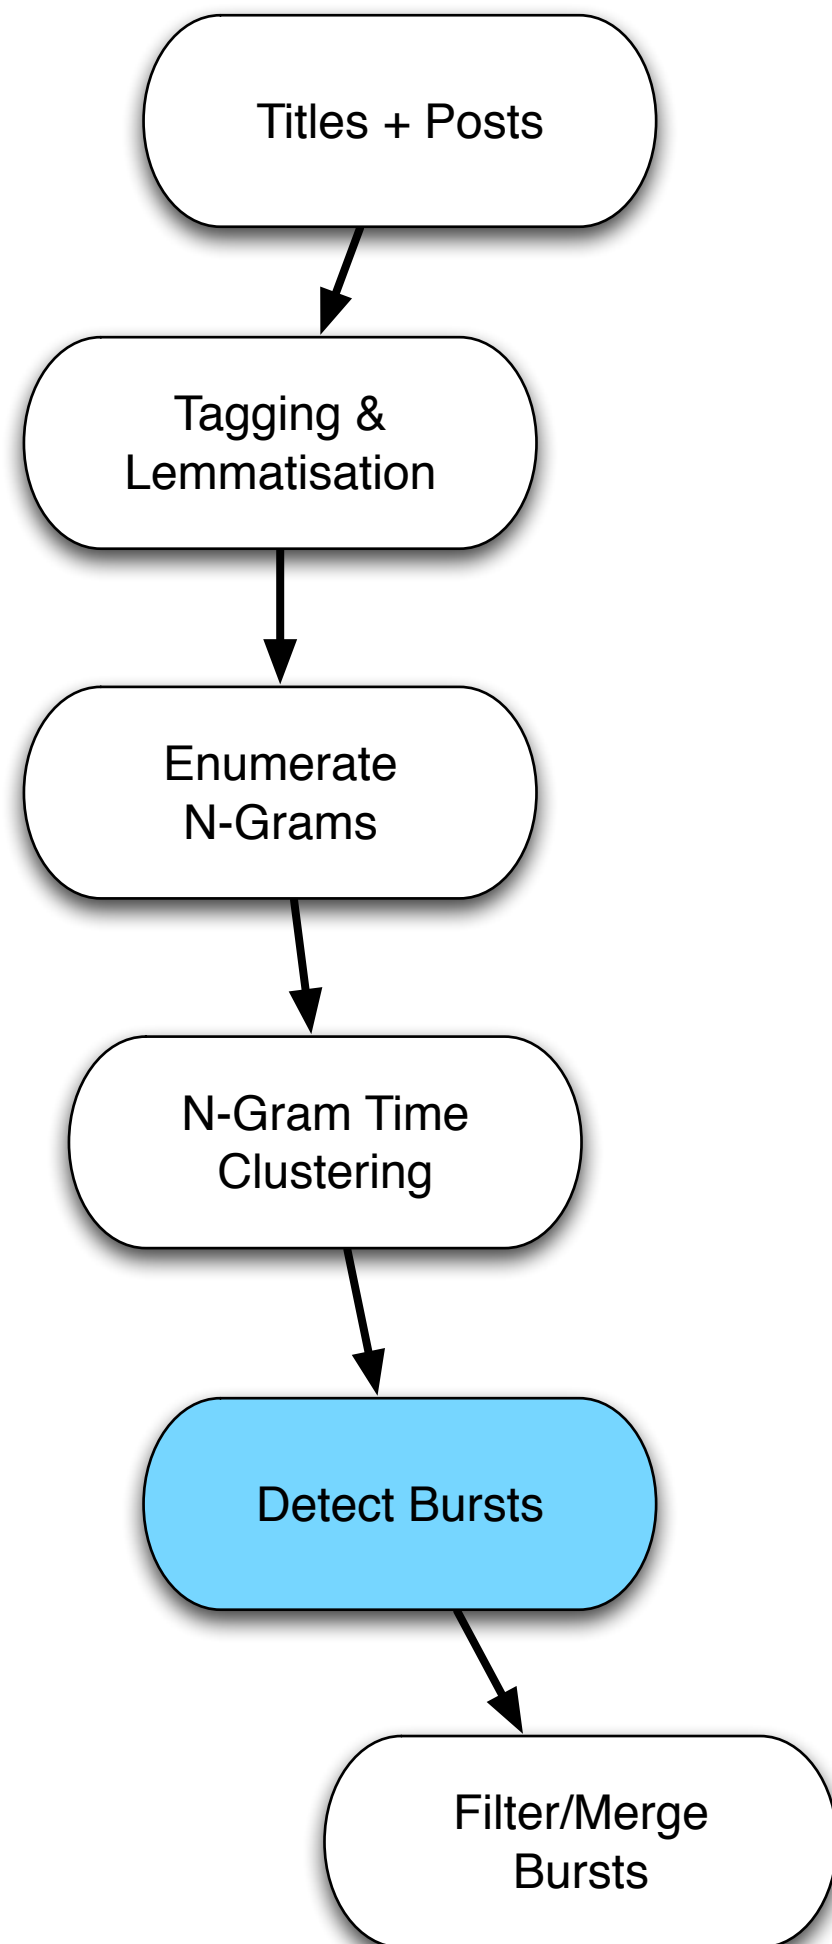 Titles + Posts
Tagging &
Lemmatisation
Enumerate
N-Grams
N-Gram Time
Clustering
Detect Bursts
Filter/Merge
Bursts